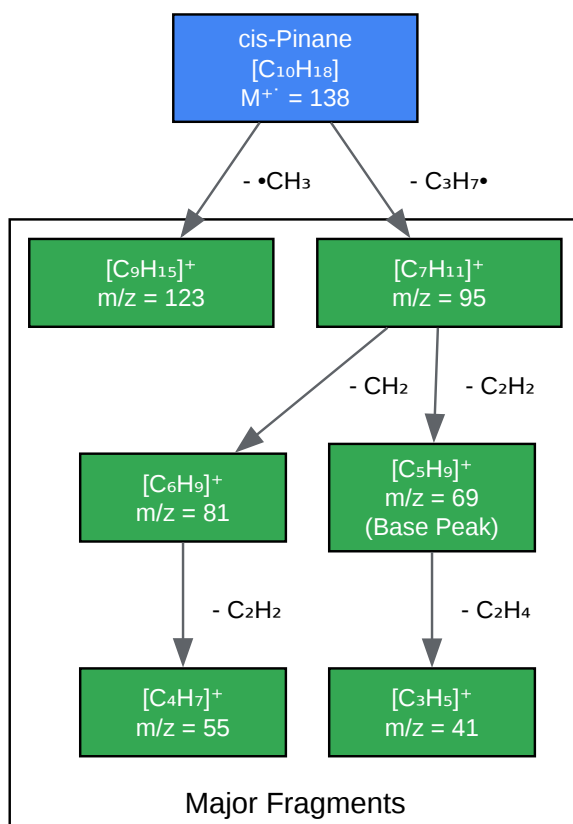 cis-Pinane
[C₁₀H₁₈]
M⁺˙ = 138
- •CH₃
- C₃H₇•
[C₉H₁₅]⁺
m/z = 123
[C₇H₁₁]⁺
m/z = 95
- CH₂
- C₂H₂
[C₆H₉]⁺
m/z = 81
[C₅H₉]⁺
m/z = 69
(Base Peak)
- C₂H₂
- C₂H₄
[C₄H₇]⁺
m/z = 55
[C₃H₅]⁺
m/z = 41
Major Fragments